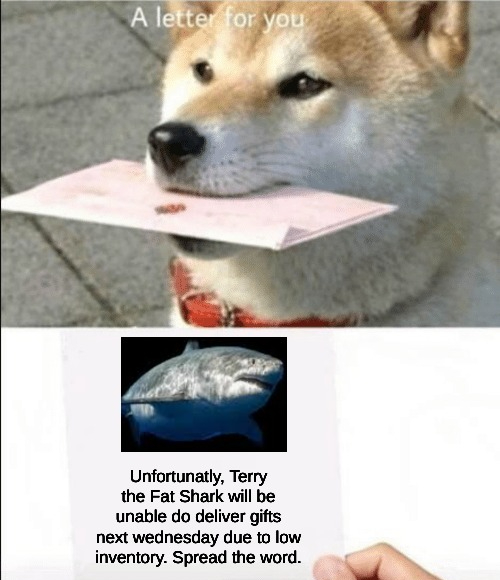 A letter for you
Unfortunatly, Terry
the Fat Shark will be
unable do deliver gifts
next wednesday due to low
inventory. Spread the word.